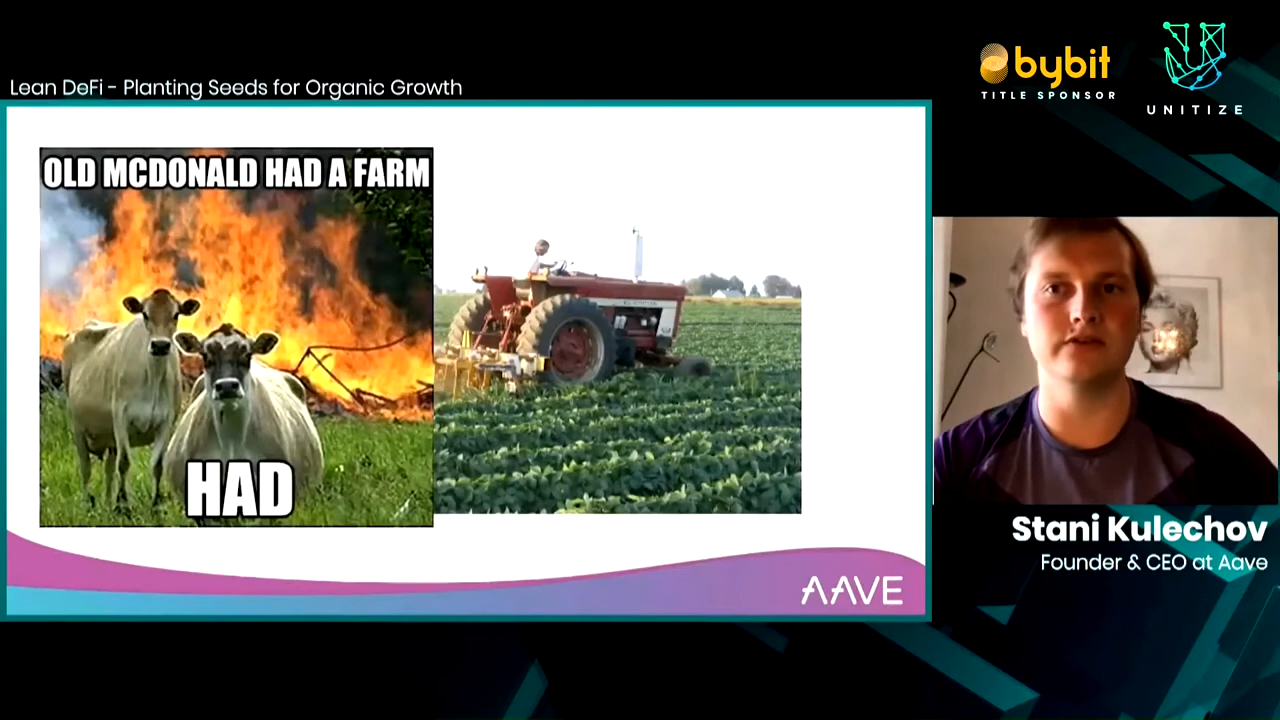 Lean DeFi - Planting Seeds for Organic Growth
bybit
TITLE SPONSOR
UNITIZE
OLD MCDONALD HAD A FARM
HAD
AAVE
Stani Kulechov
Founder & CEO at Aave